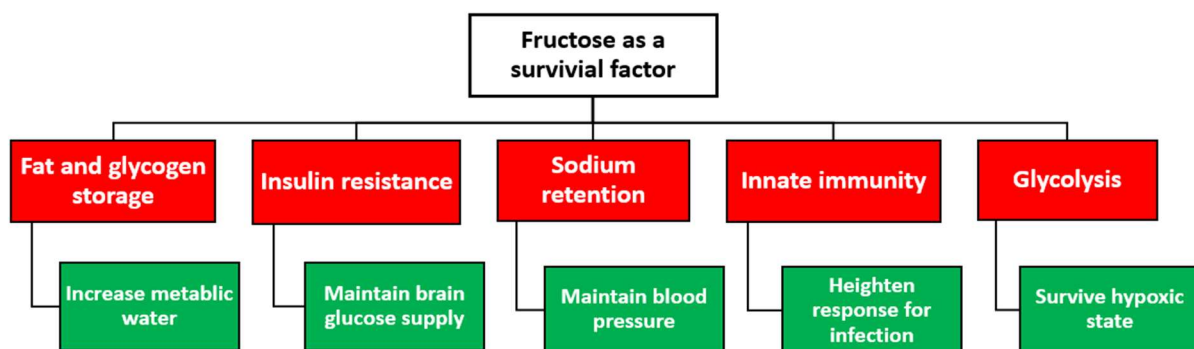 Fructose as a
survivial factor
Fat and glycogen
storage
Insulin resistance
Sodium
retention
Innate immunity
Glycolysis
Increase metablic
water
Maintain brain
glucose supply
Maintain blood
pressure
Heighten
response for
infection
Survive hypoxic
state